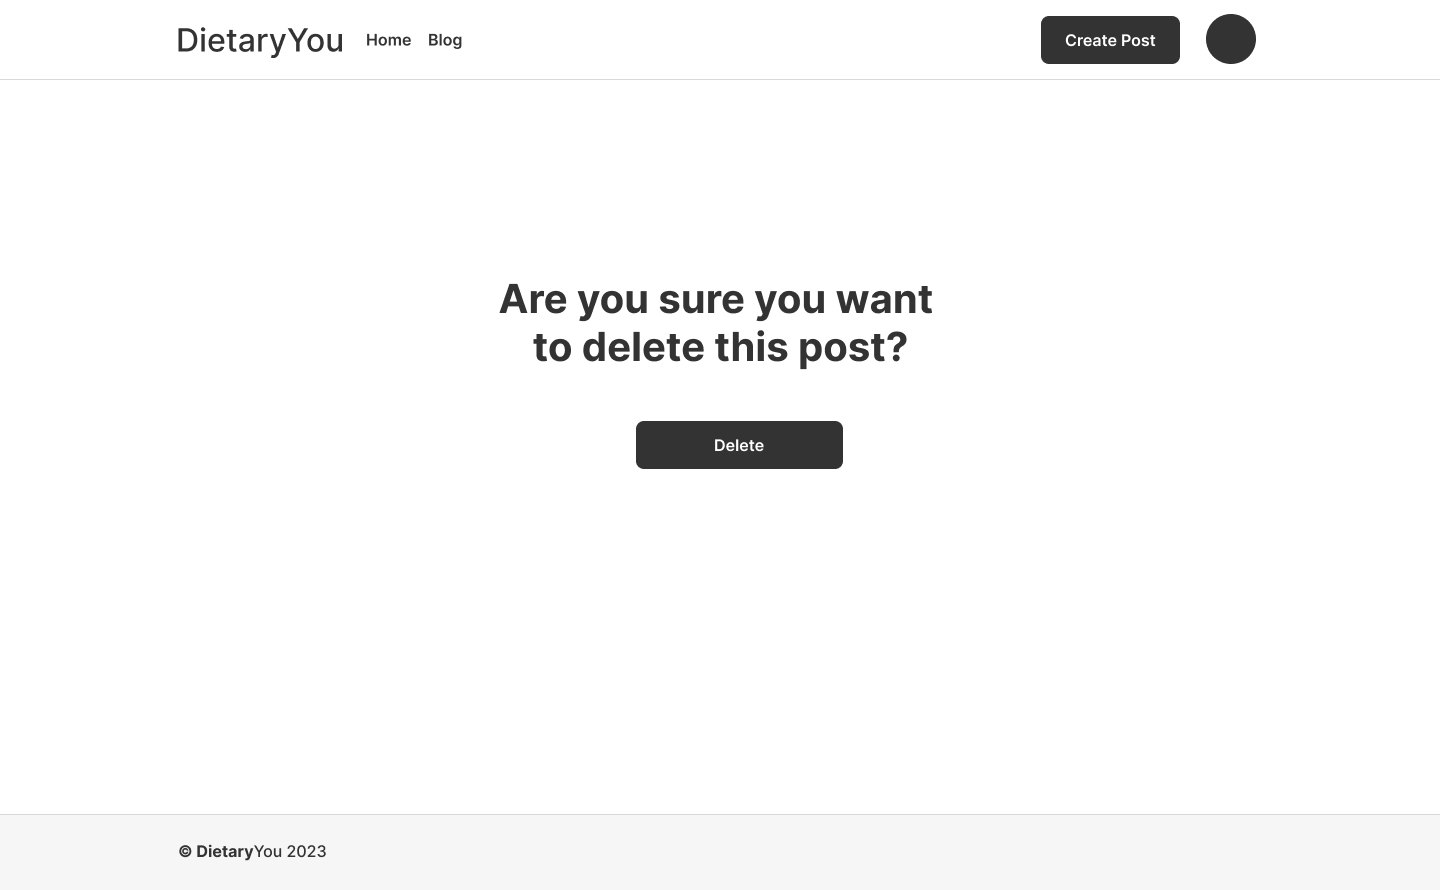 DietaryYou
Home
Blog
Create Post
Are you sure you want
to delete this post?
Delete
© DietaryYou 2023